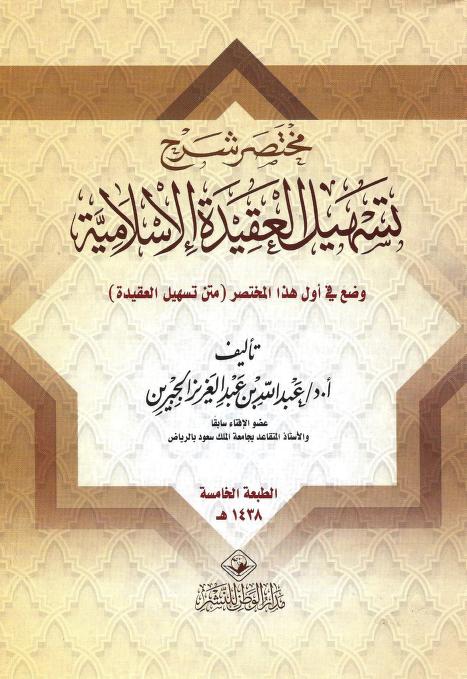 مختصر شرح
تسهيل العقيدة الإسلامية
وضع في أول هذا المختصر (متن تسهيل العقيدة)
تأليف
أ.د/ عبد الله بن عبد العزيز الجبرين
عضو الإفتاء سابقا
والأستاذ المتقاعد بجامعة الملك سعود بالرياض
الطبعة الخامسة
١٤٣٨ هـ
مدار الوطن للنشر